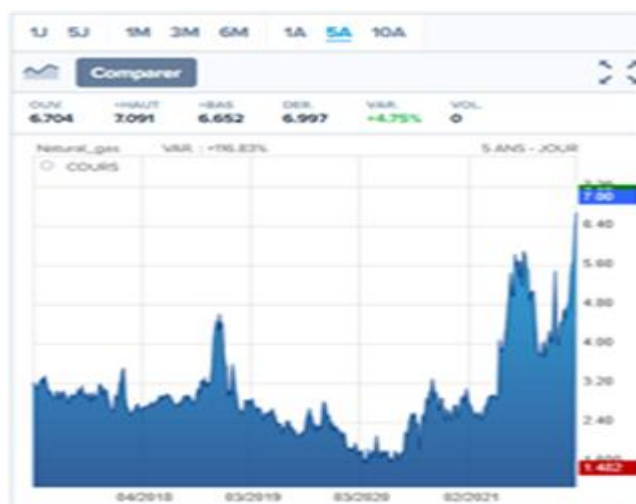 1J 5J 1M 3M 6M 1A 5A 10A
Comparer
OUV. +HAUT +BAS DER. VAR. VOL.
6.704 7.091 6.652 6.997 +4.75% 0
Natural_gas VAR. : +116.83% 5 ANS - JOUR
COURS
7.00
6.40
5.60
4.80
4.00
3.20
2.40
1.482
04/2018 03/2019 03/2020 02/2021